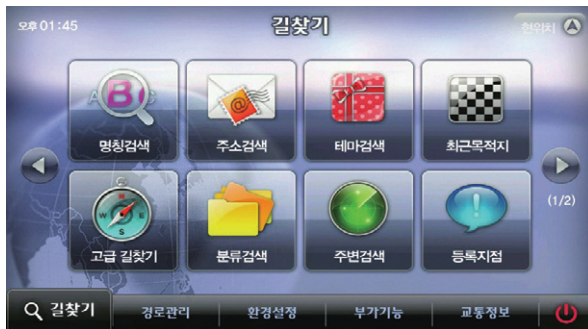 오후 01:45
길찾기
현위치
명칭검색
주소검색
테마검색
최근목적지
고급 길찾기
분류검색
주변검색
등록지점
(1/2)
길찾기
경로관리
환경설정
부가기능
교통정보